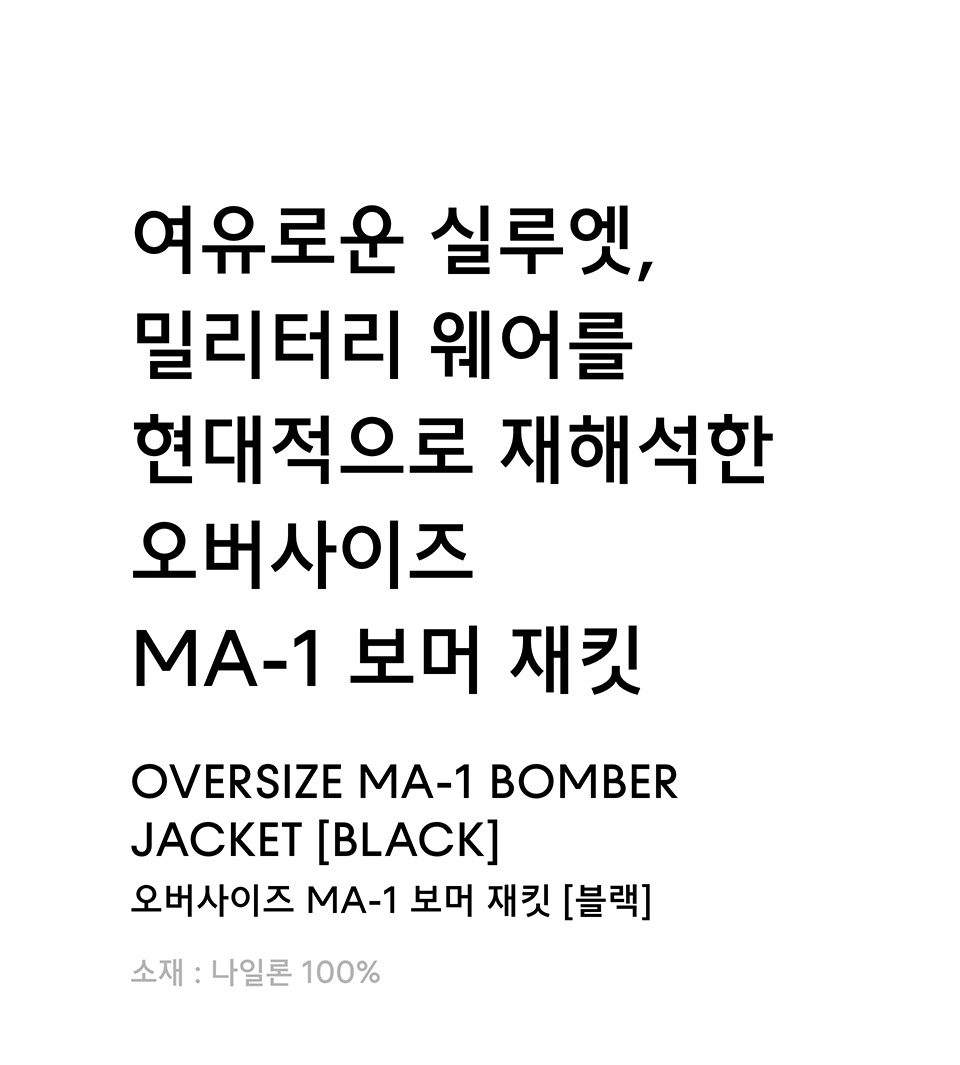 여유로운 실루엣,
밀리터리 웨어를
현대적으로 재해석한
오버사이즈
MA-1 보머 재킷
OVERSIZE MA-1 BOMBER
JACKET [BLACK]
오버사이즈 MA-1 보머 재킷 [블랙]
소재 : 나일론 100%